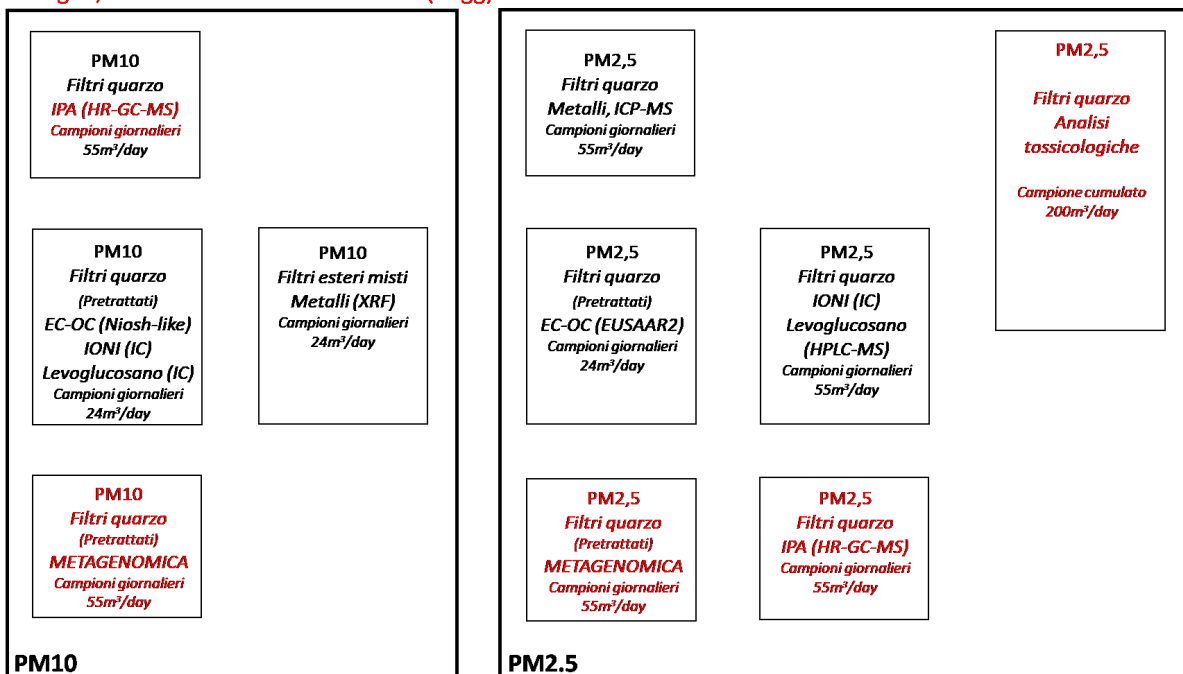 PM10
Filtri quarzo
IPA (HR-GC-MS)
Campioni giornalieri
55m³/day
PM10
Filtri quarzo
(Pretrattati)
EC-OC (Niosh-like)
IONI (IC)
Levoglucosano (IC)
Campioni giornalieri
24m³/day
PM10
Filtri esteri misti
Metalli (XRF)
Campioni giornalieri
24m³/day
PM10
Filtri quarzo
(Pretrattati)
METAGENOMICA
Campioni giornalieri
55m³/day
PM10
PM2,5
Filtri quarzo
Metalli, ICP-MS
Campioni giornalieri
55m³/day
PM2,5
Filtri quarzo
Analisi
tossicologiche
Campione cumulato
200m³/day
PM2,5
Filtri quarzo
(Pretrattati)
EC-OC (EUSAAR2)
Campioni giornalieri
24m³/day
PM2,5
Filtri quarzo
IONI (IC)
Levoglucosano
(HPLC-MS)
Campioni giornalieri
55m³/day
PM2,5
Filtri quarzo
(Pretrattati)
METAGENOMICA
Campioni giornalieri
55m³/day
PM2,5
Filtri quarzo
IPA (HR-GC-MS)
Campioni giornalieri
55m³/day
PM2.5